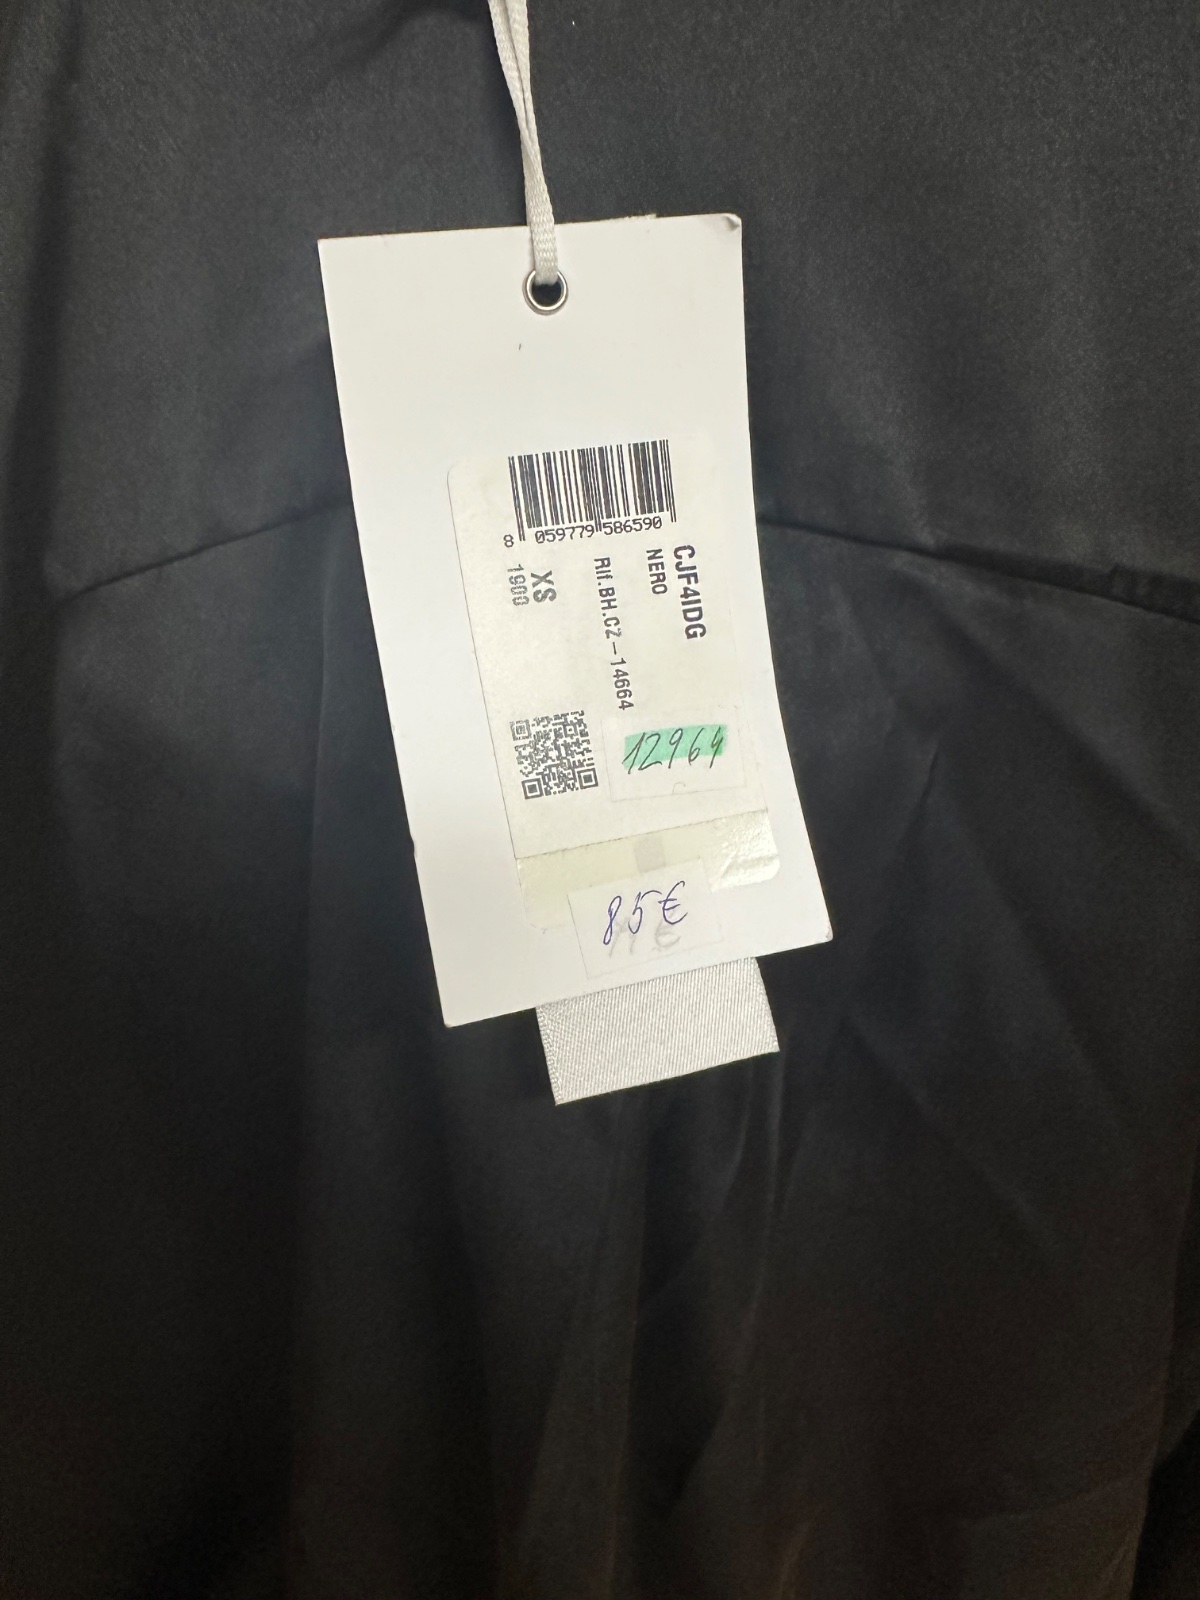 8 059779 586590
CJF4IDG
NERO
Rif.BH.CZ-14664
XS
1900
12964
85€